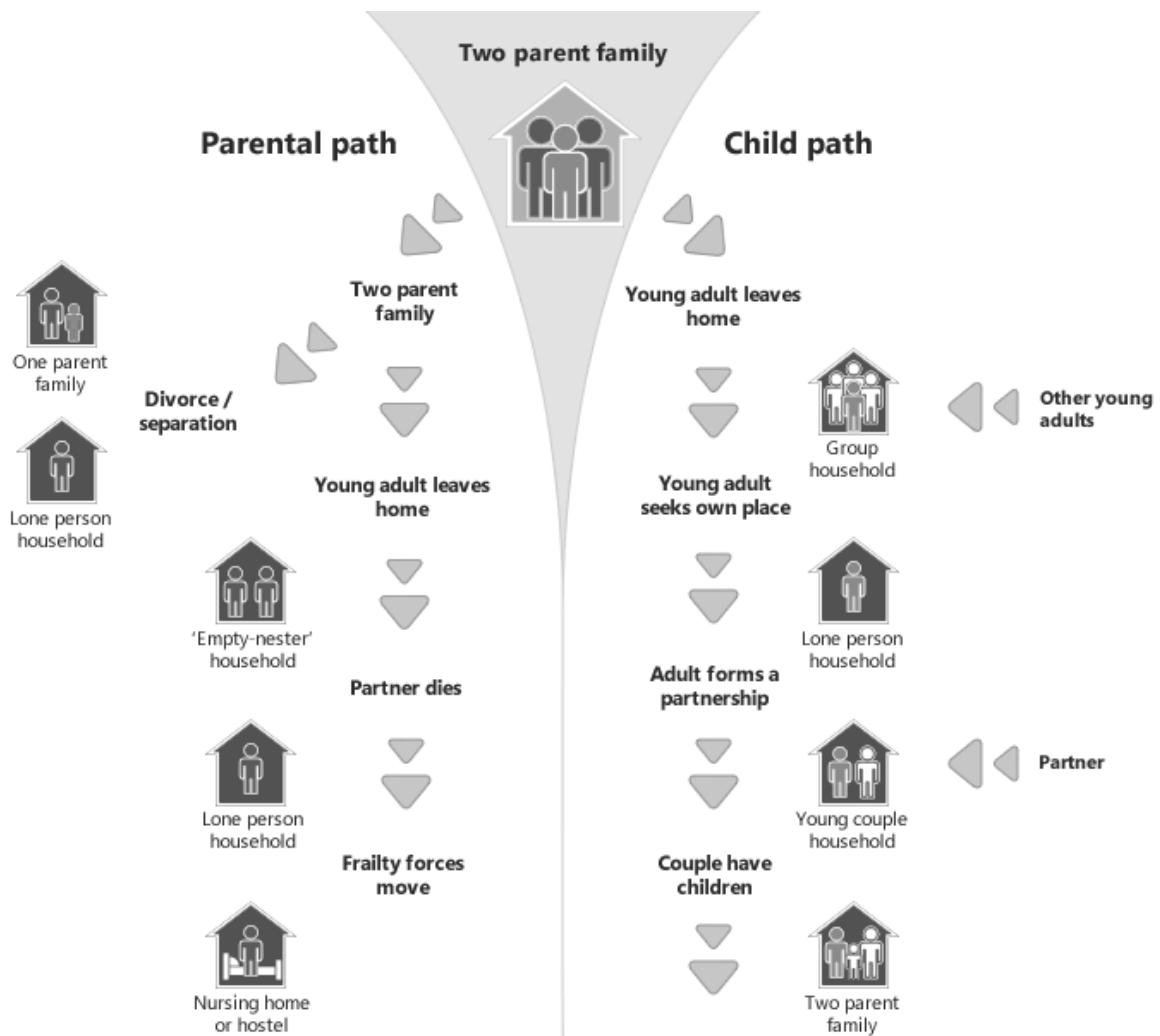 Two parent family
Parental path
Child path
Two parent
family
Young adult leaves
home
One parent
family
Divorce /
separation
Other young
adults
Group
household
Lone person
household
Young adult leaves
home
Young adult
seeks own place
‘Empty-nester’
household
Lone person
household
Partner dies
Adult forms a
partnership
Partner
Lone person
household
Young couple
household
Frailty forces
move
Couple have
children
Nursing home
or hostel
Two parent
family